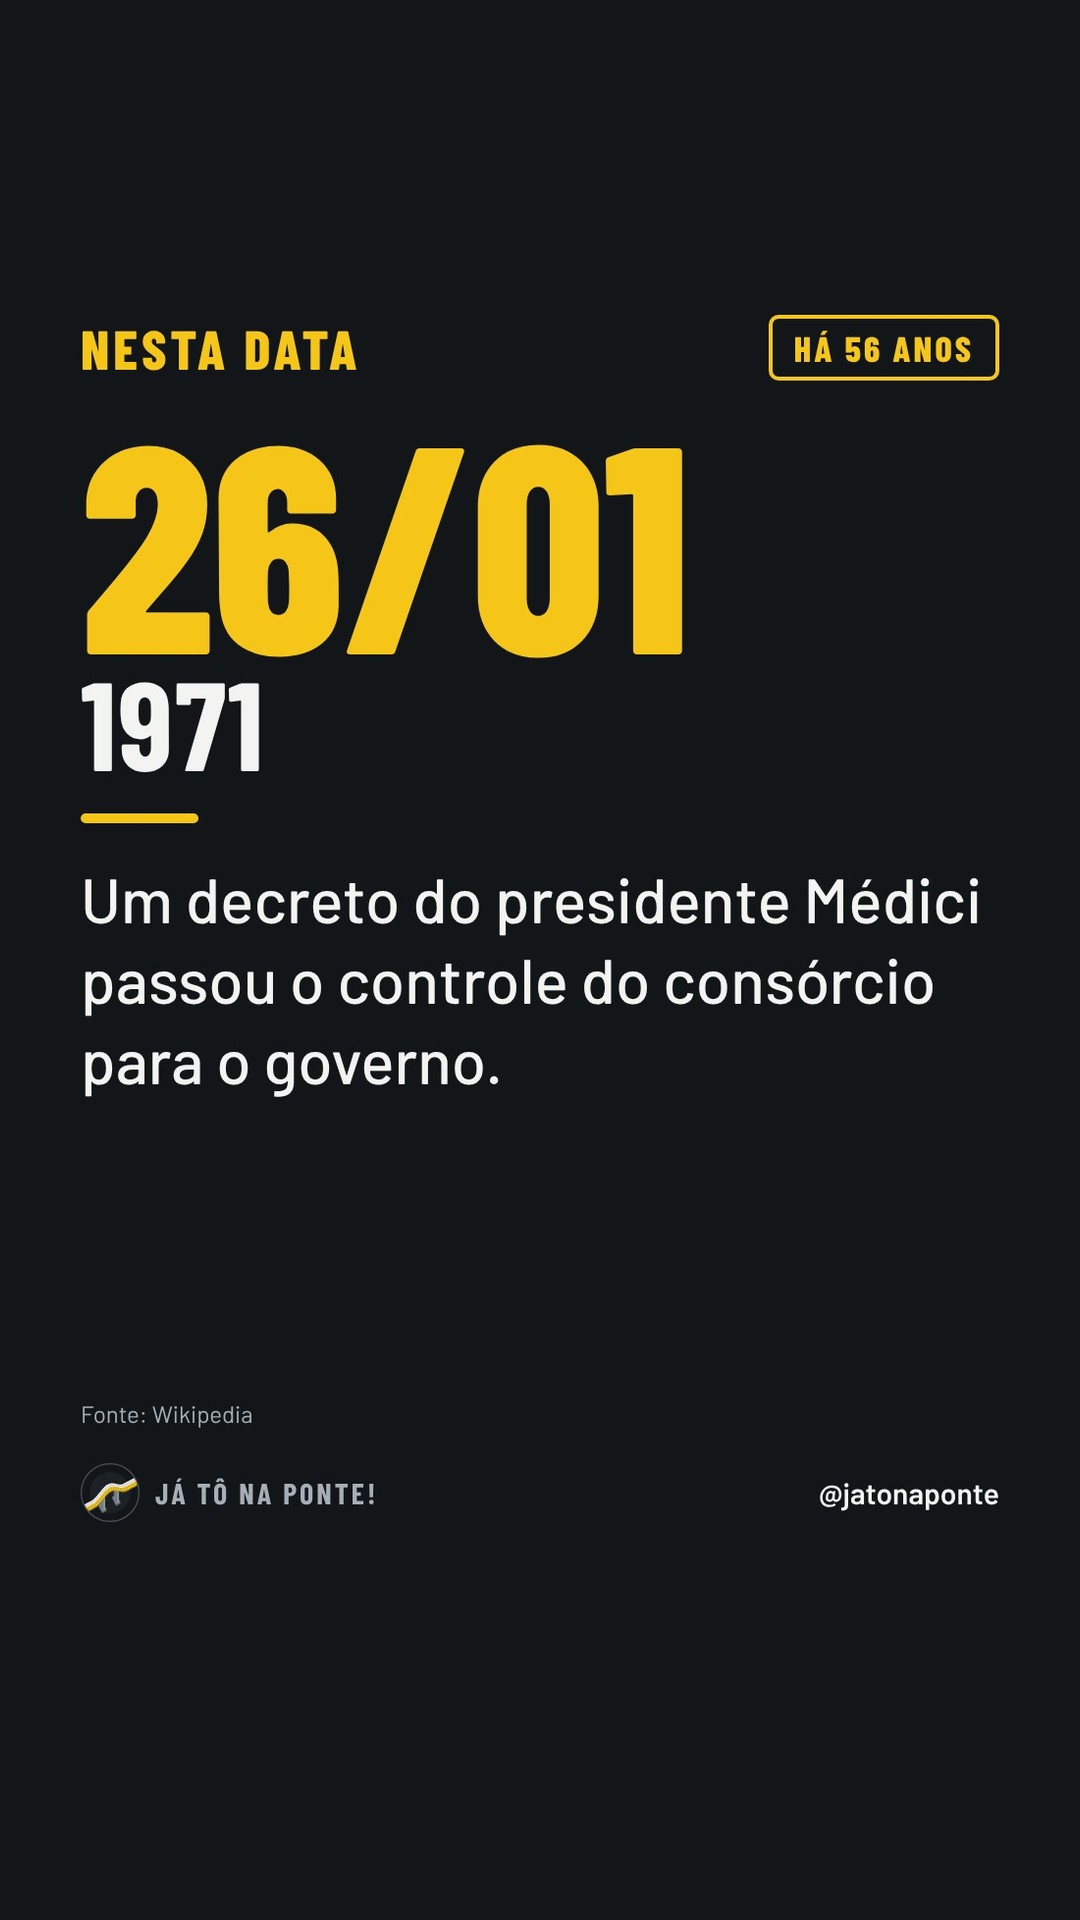 NESTA DATA
HÁ 56 ANOS
26/01
1971
Um decreto do presidente Médici
passou o controle do consórcio
para o governo.
Fonte: Wikipedia
JÁ TÔ NA PONTE!
@jatonaponte